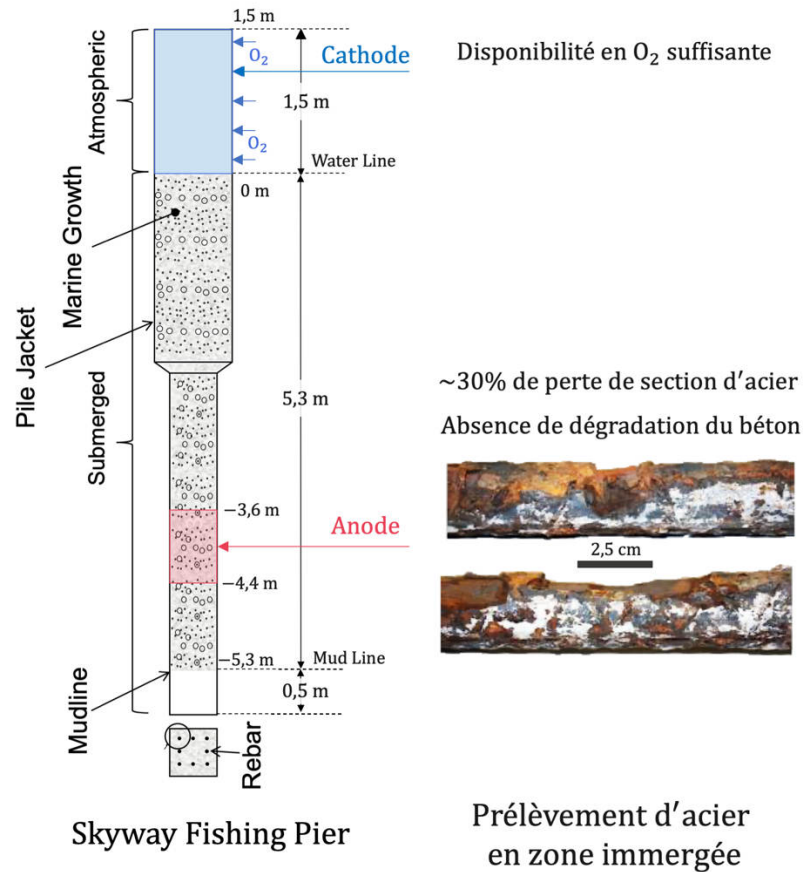 1,5 m
Atmospheric
O₂
Cathode
Disponibilité en O₂ suffisante
1,5 m
O₂
Water Line
0 m
Marine Growth
Pile Jacket
Submerged
5,3 m
~30% de perte de section d'acier
Absence de dégradation du béton
−3,6 m
Anode
2,5 cm
−4,4 m
−5,3 m
Mud Line
Mudline
0,5 m
Rebar
Skyway Fishing Pier
Prélèvement d'acier
en zone immergée